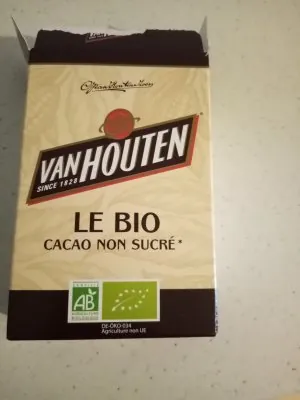 VAN HOUTEN
SINCE 1828
LE BIO
CACAO NON SUCRÉ*
AB
DE-ÖKO-034
Agriculture non UE